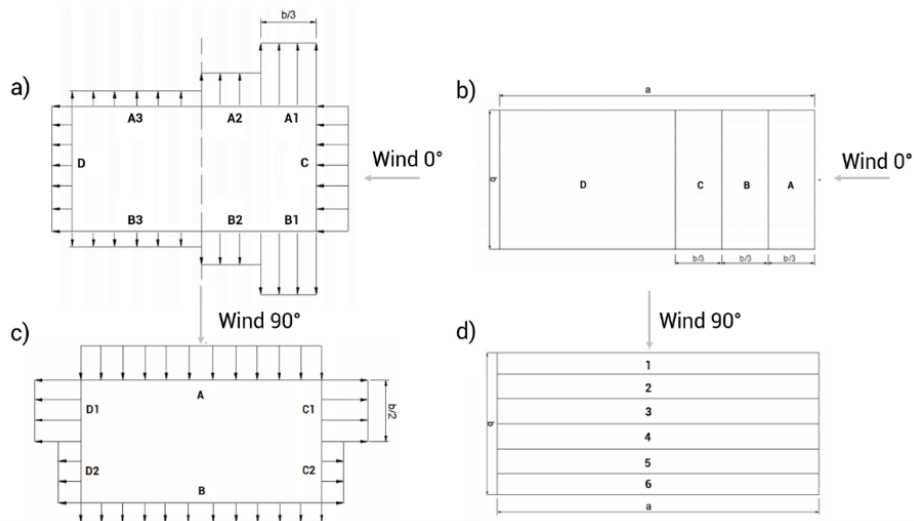 a)
b/3
A3
A2
A1
D
C
Wind 0°
B3
B2
B1
b)
a
b
D
C
B
A
Wind 0°
b/3
b/3
b/3
Wind 90°
c)
A
D1
C1
b/2
D2
C2
B
Wind 90°
d)
1
2
3
b
4
5
6
a